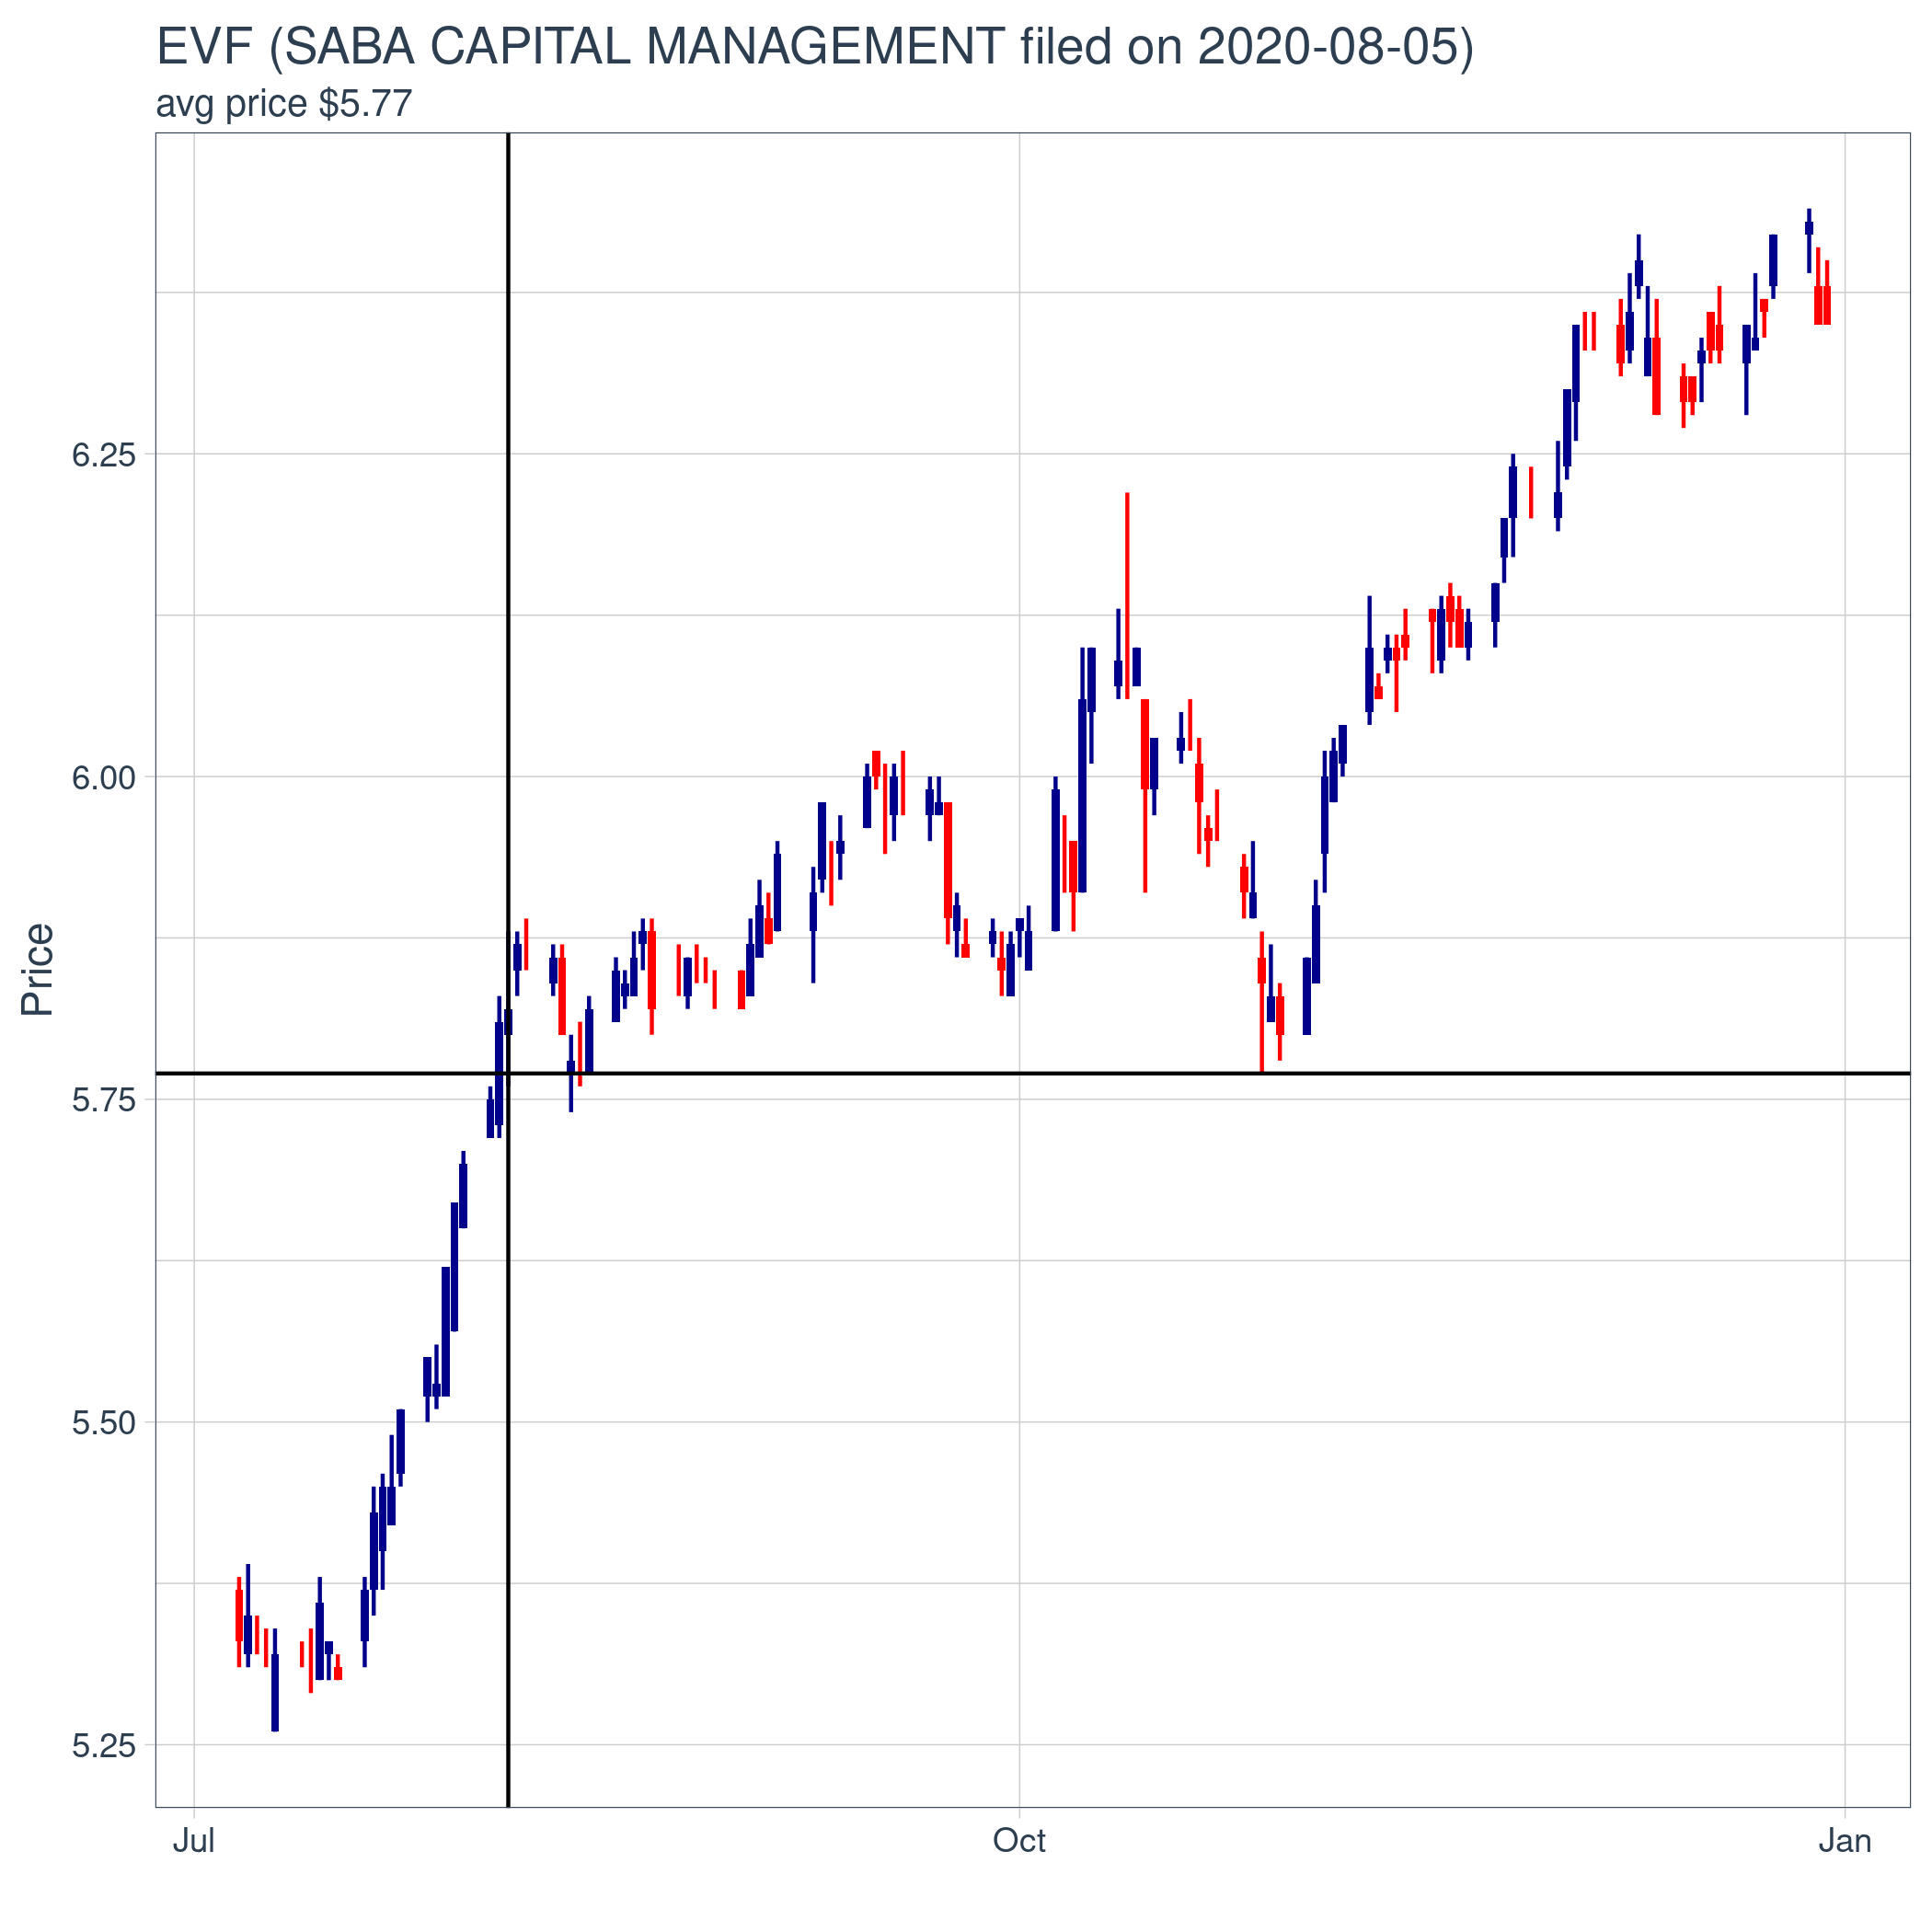 EVF (SABA CAPITAL MANAGEMENT filed on 2020-08-05)
avg price $5.77
Price
6.25
6.00
5.75
5.50
5.25
Jul Oct Jan